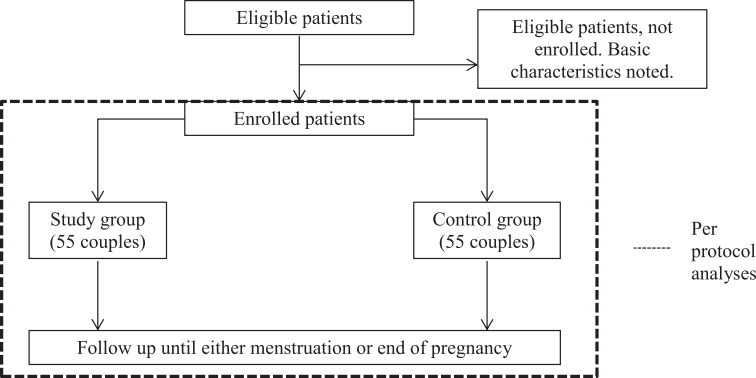 Eligible patients
Eligible patients, not
enrolled. Basic
characteristics noted.
Enrolled patients
Study group
(55 couples)
Control group
(55 couples)
Per
protocol
analyses
Follow up until either menstruation or end of pregnancy